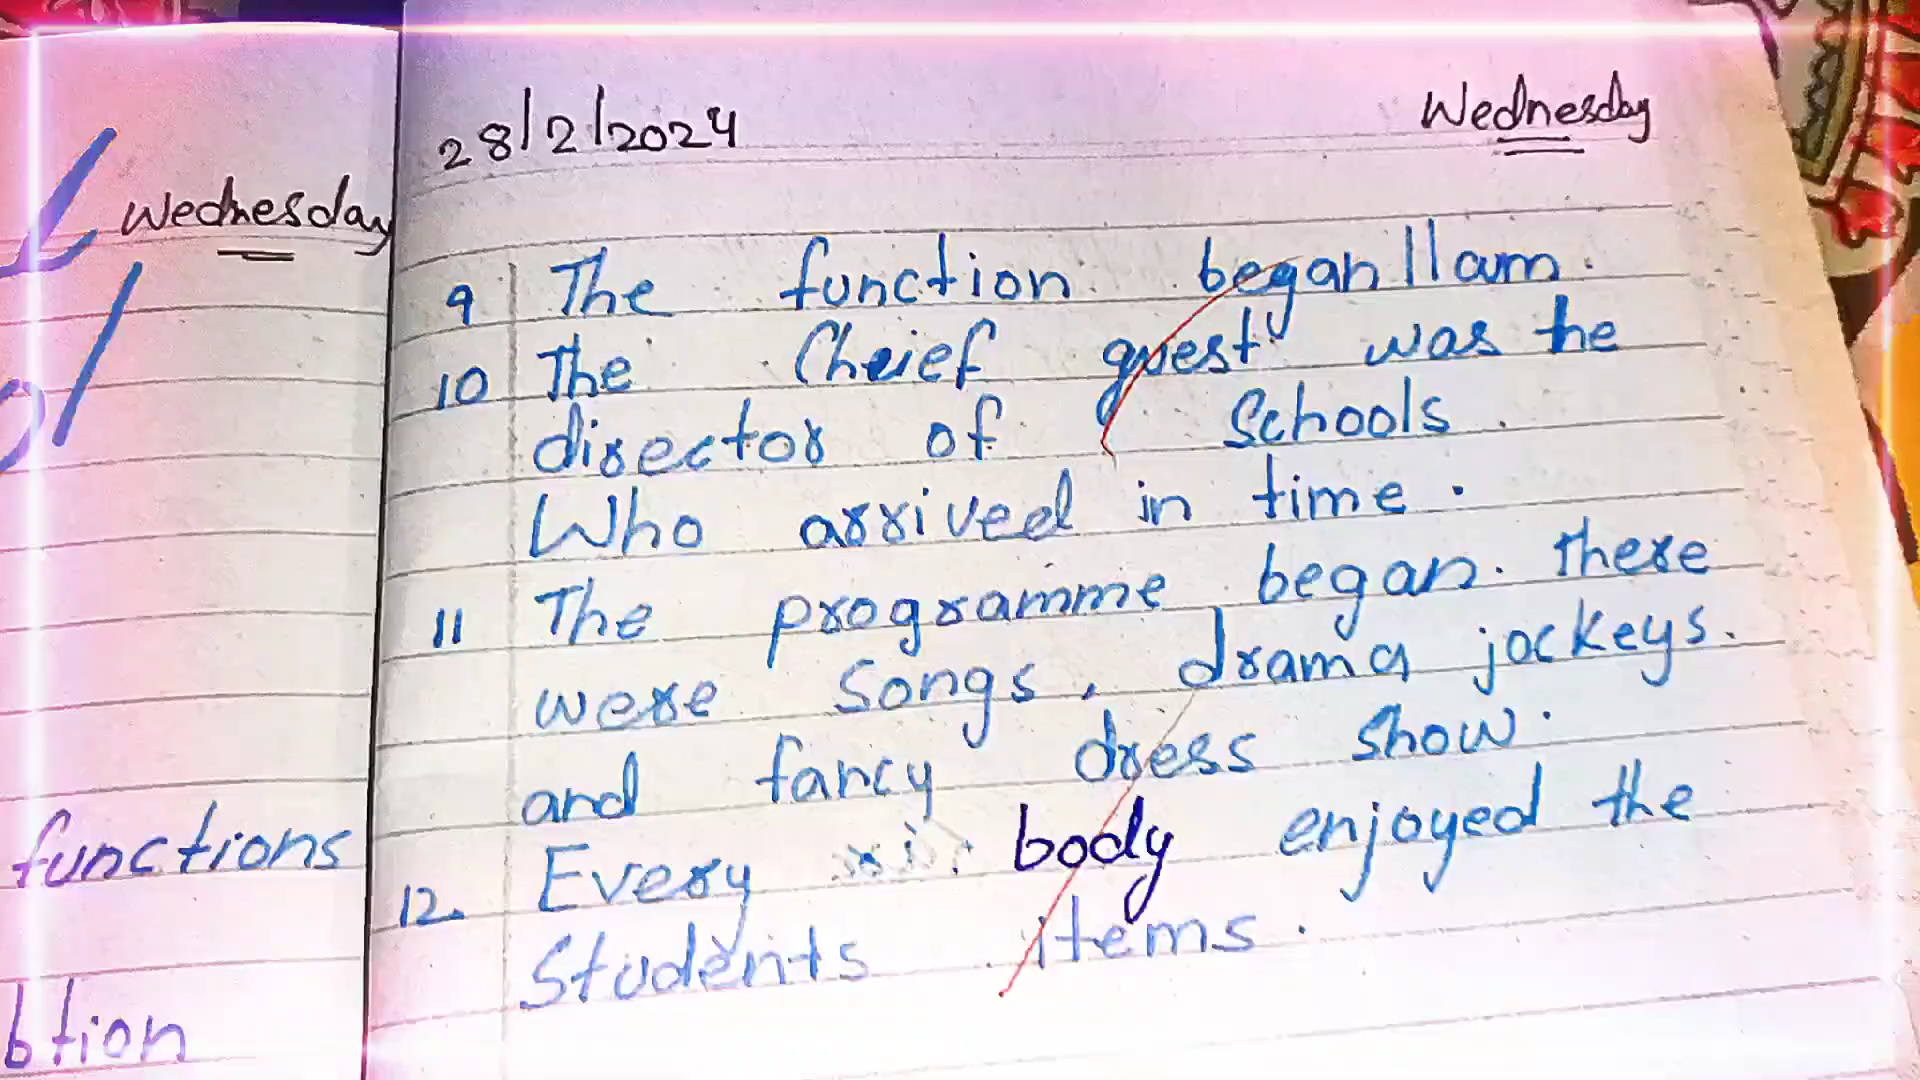 Wednesday
functions
28/2/2024 Wednesday
9 The function began 11am.
10 The Cheief guest was the
director of Schools.
Who arrived in time.
11 The programme began. there
were songs, drama jockeys.
and fancy dress show.
12. Every body enjoyed the
Students items.